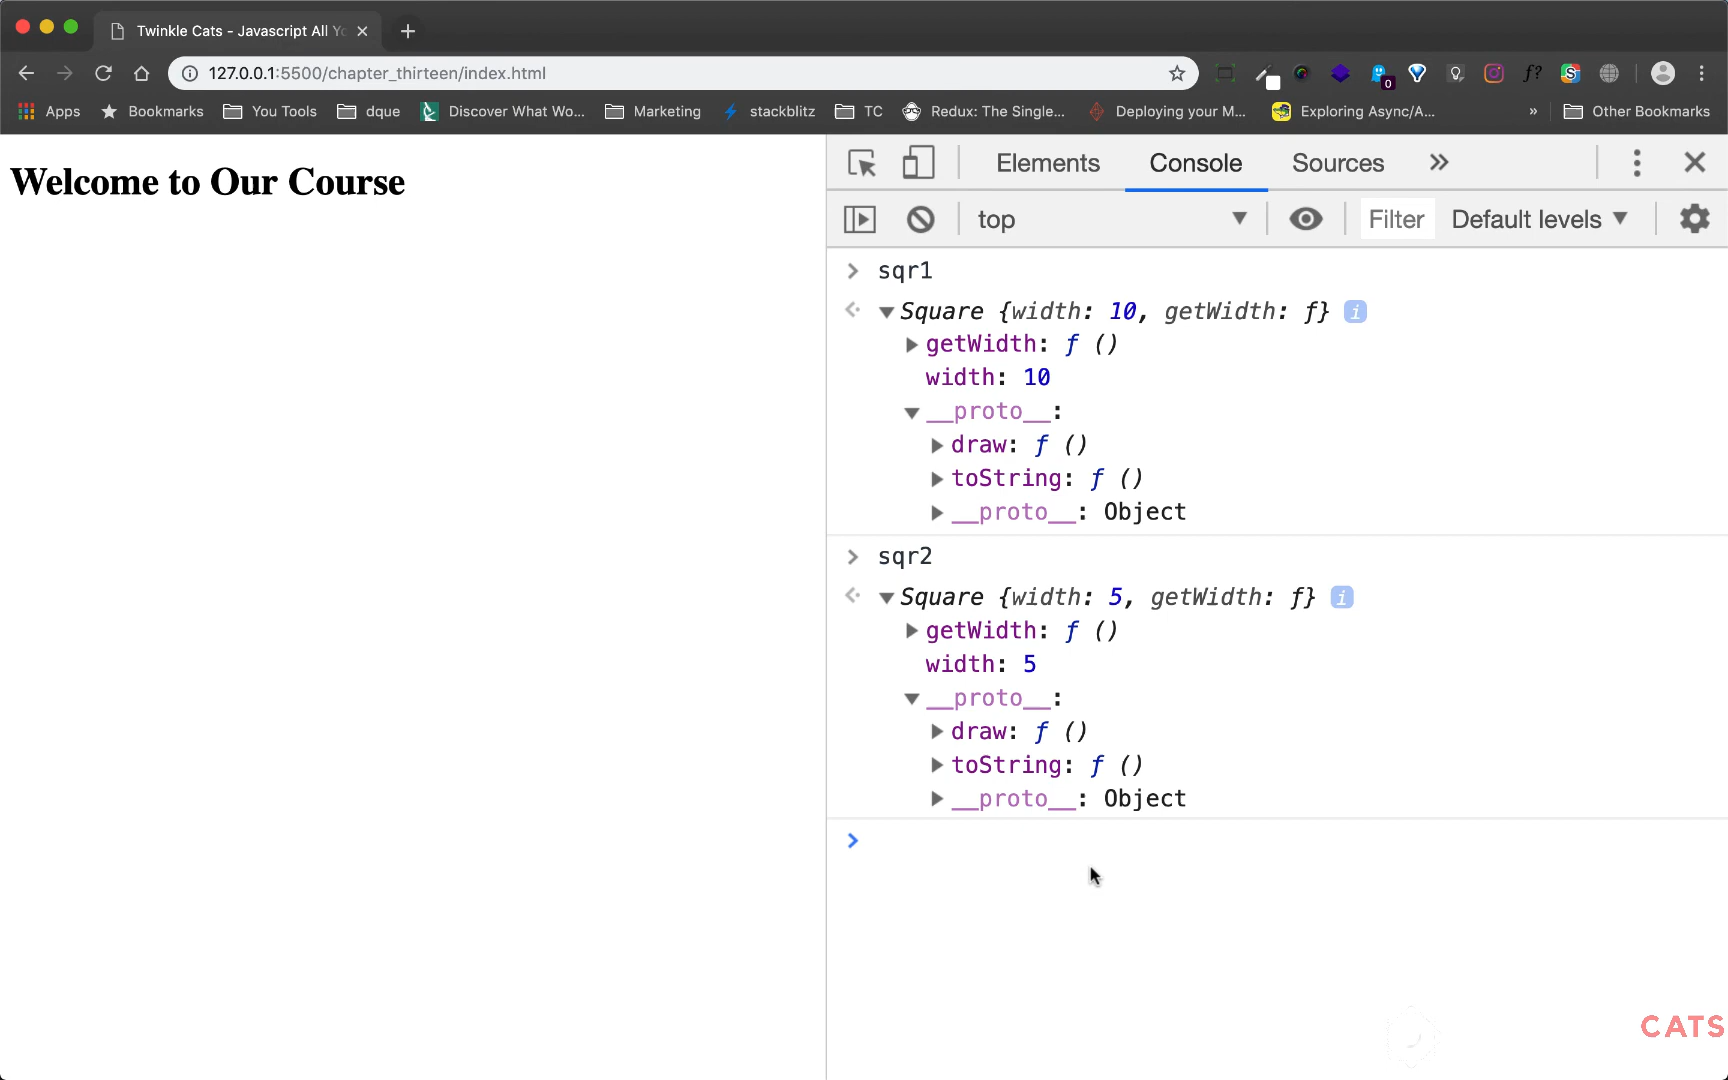 Twinkle Cats - Javascript All Yo
127.0.0.1:5500/chapter_thirteen/index.html
f?
0
Apps Bookmarks You Tools dque Discover What Wo... Marketing stackblitz TC Redux: The Single... Deploying your M... Exploring Async/A... » Other Bookmarks
Welcome to Our Course
Elements Console Sources »
top Filter Default levels
> sqr1
Square {width: 10, getWidth: ƒ} i
getWidth: ƒ ()
width: 10
__proto__:
draw: ƒ ()
toString: ƒ ()
__proto__: Object
> sqr2
Square {width: 5, getWidth: ƒ} i
getWidth: ƒ ()
width: 5
__proto__:
draw: ƒ ()
toString: ƒ ()
__proto__: Object
>
CATS